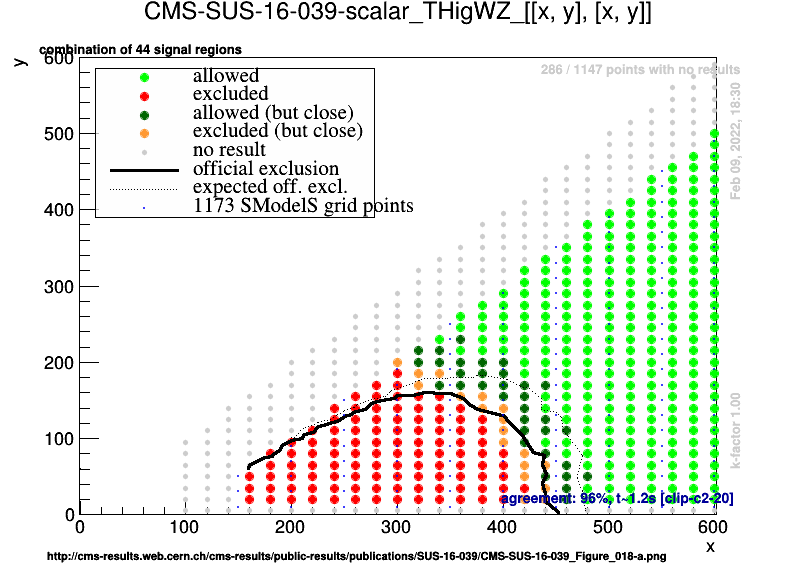 CMS-SUS-16-039-scalar_THigWZ_[[x, y], [x, y]]
combination of 44 signal regions
y
286 / 1147 points with no results
allowed
excluded
allowed (but close)
excluded (but close)
no result
official exclusion
expected off. excl.
1173 SModelS grid points
600
500
400
300
200
100
0
Feb 09, 2022, 18:30
k-factor 1.00
agreement: 96%, t~1.2s [clip-c2-20]
0 100 200 300 400 500 600
x
http://cms-results.web.cern.ch/cms-results/public-results/publications/SUS-16-039/CMS-SUS-16-039_Figure_018-a.png